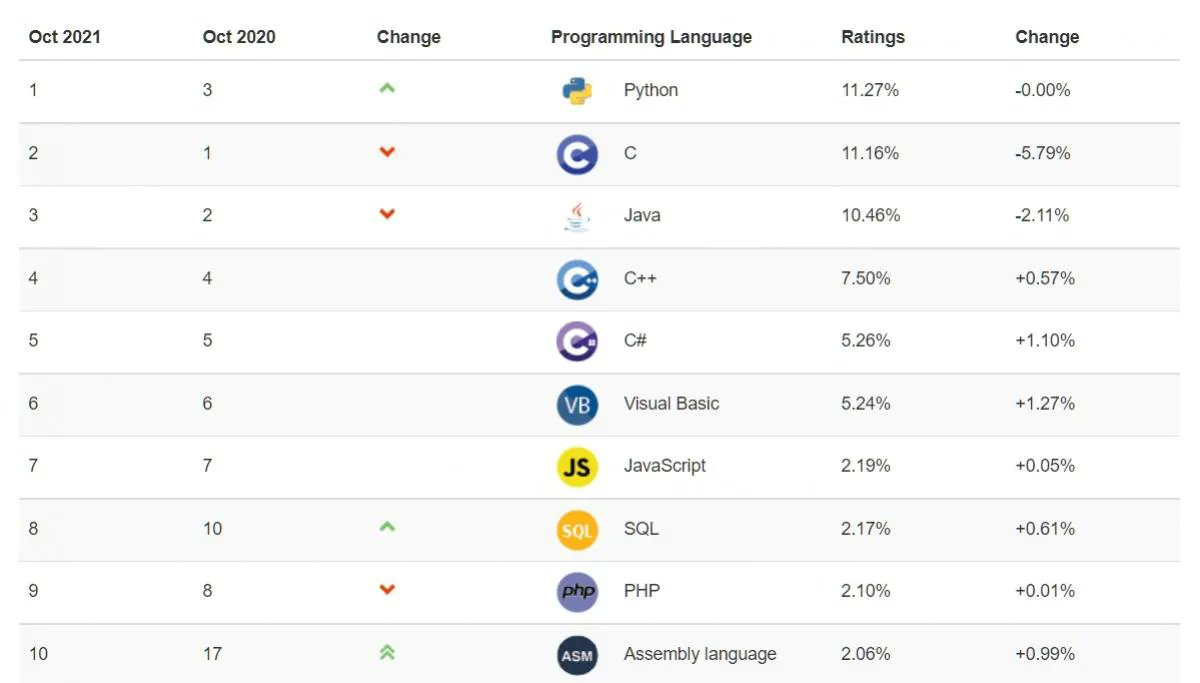 Oct 2021 Oct 2020 Change Programming Language Ratings Change
1 3 Python 11.27% -0.00%
2 1 C C 11.16% -5.79%
3 2 Java 10.46% -2.11%
4 4 C++ C++ 7.50% +0.57%
5 5 C# C# 5.26% +1.10%
6 6 VB Visual Basic 5.24% +1.27%
7 7 JS JavaScript 2.19% +0.05%
8 10 SQL SQL 2.17% +0.61%
9 8 php PHP 2.10% +0.01%
10 17 ASM Assembly language 2.06% +0.99%